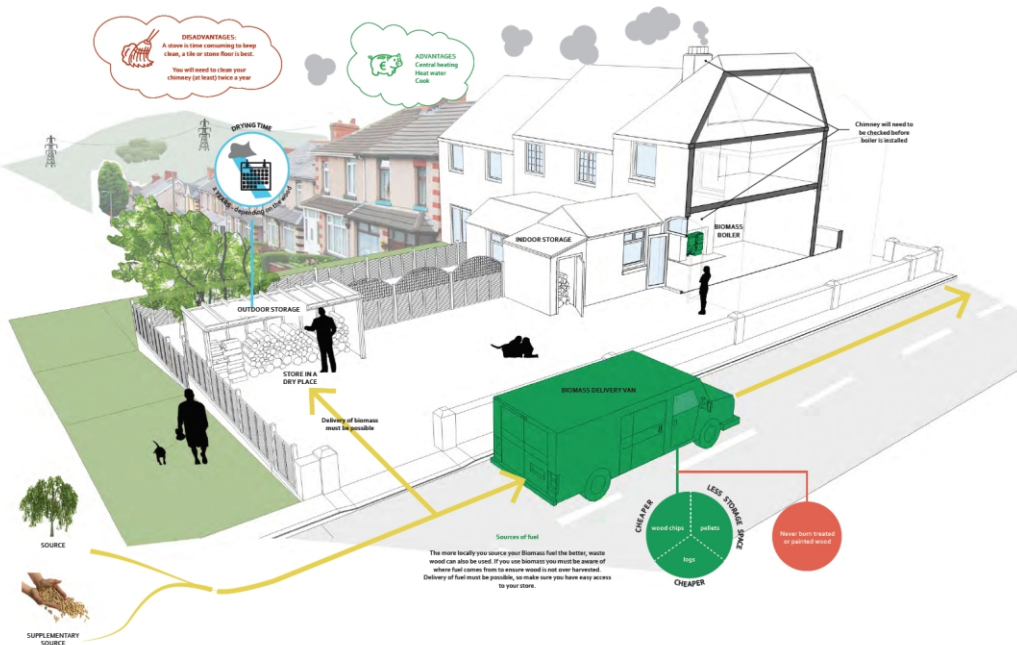 DISADVANTAGES:
A stove is time consuming to keep
clean, a tile or stone floor is best.
You will need to clean your
chimney (at least) twice a year
ADVANTAGES
Central heating
Heat water
Cook
Chimney will need to
be checked before
boiler is installed
DRYING TIME
2 YEARS - depending on the wood
INDOOR STORAGE
BIOMASS
BOILER
OUTDOOR STORAGE
STORE IN A
DRY PLACE
BIOMASS DELIVERY VAN
Delivery of biomass
must be possible
SOURCE
SUPPLEMENTARY
SOURCE
Sources of fuel
The more locally you source your Biomass fuel the better, waste
wood can also be used. If you use biomass you must be aware of
where fuel comes from to ensure wood is not over harvested.
Delivery of fuel must be possible, so make sure you have easy access
to your store.
CHEAPER
LESS STORAGE SPACE
wood chips
pellets
logs
CHEAPER
Never born treated
or painted wood